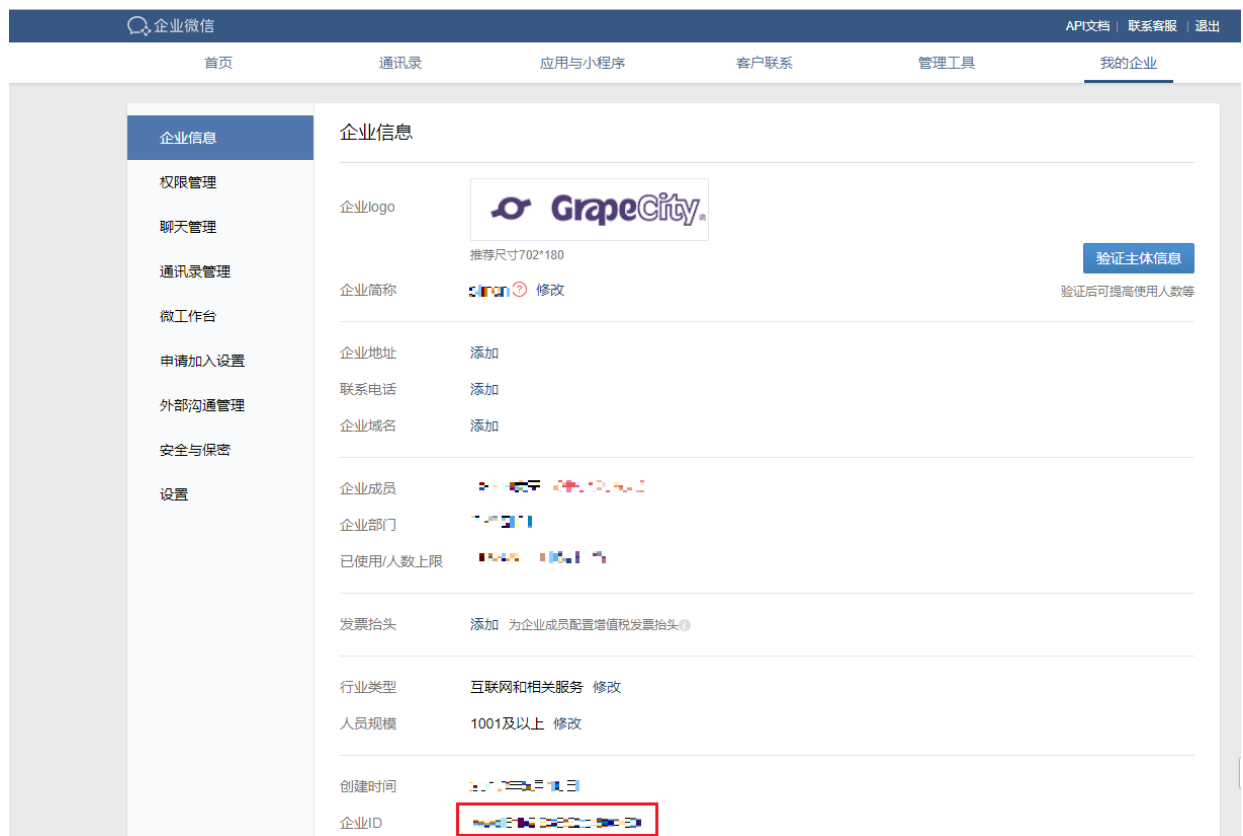 企业微信
API文档 | 联系客服 | 退出
首页 通讯录 应用与小程序 客户联系 管理工具 我的企业
企业信息
权限管理
聊天管理
通讯录管理
微工作台
申请加入设置
外部沟通管理
安全与保密
设置
企业信息
企业logo
GrapeCity®
推荐尺寸702*180
验证主体信息
验证后可提高使用人数等
企业简称 修改
企业地址 添加
联系电话 添加
企业域名 添加
企业成员
企业部门
已使用/人数上限
发票抬头 添加 为企业成员配置增值税发票抬头
行业类型 互联网和相关服务 修改
人员规模 1001及以上 修改
创建时间
企业ID